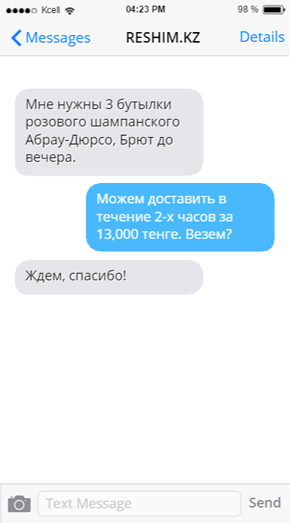 Kcell 04:23 PM 98 %
Messages RESHIM.KZ Details
Мне нужны 3 бутылки
розового шампанского
Абрау-Дюрсо, Брют до
вечера.
Можем доставить в
течение 2-х часов за
13,000 тенге. Везем?
Ждем, спасибо!
Text Message Send